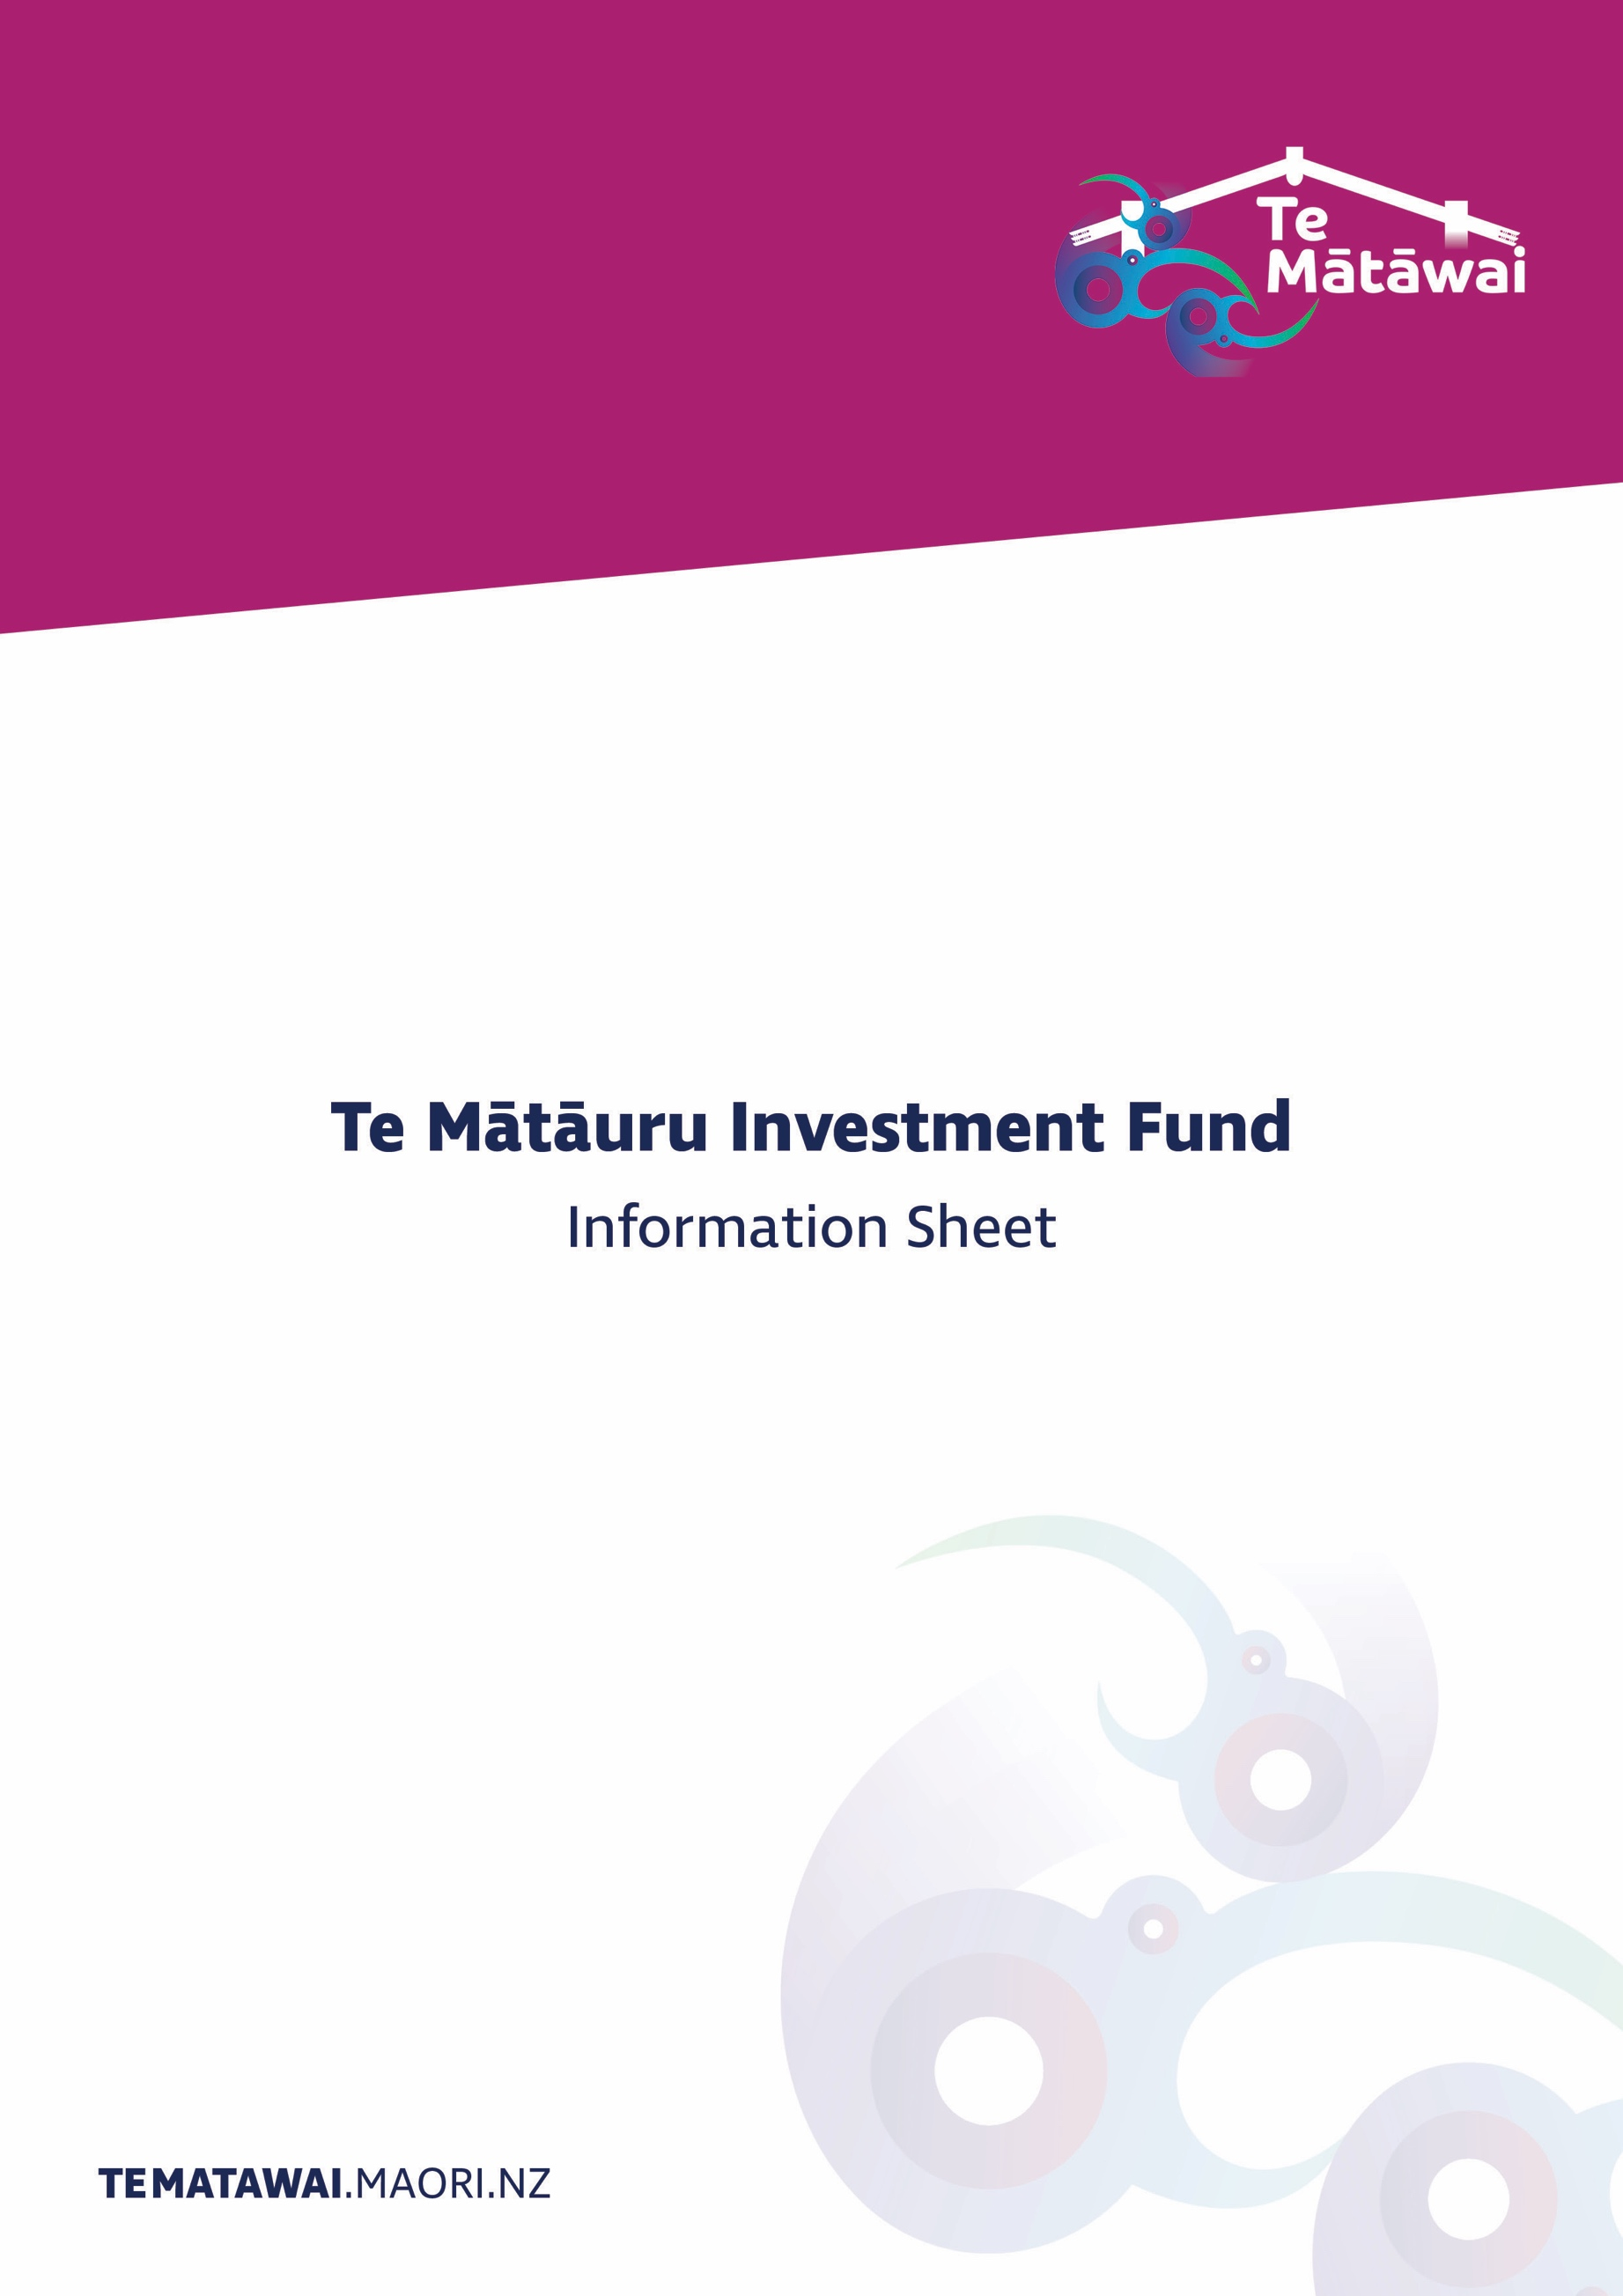 Te
Mātāwai
Te Mātāuru Investment Fund
Information Sheet
TEMATAWAI.MAORI.NZ